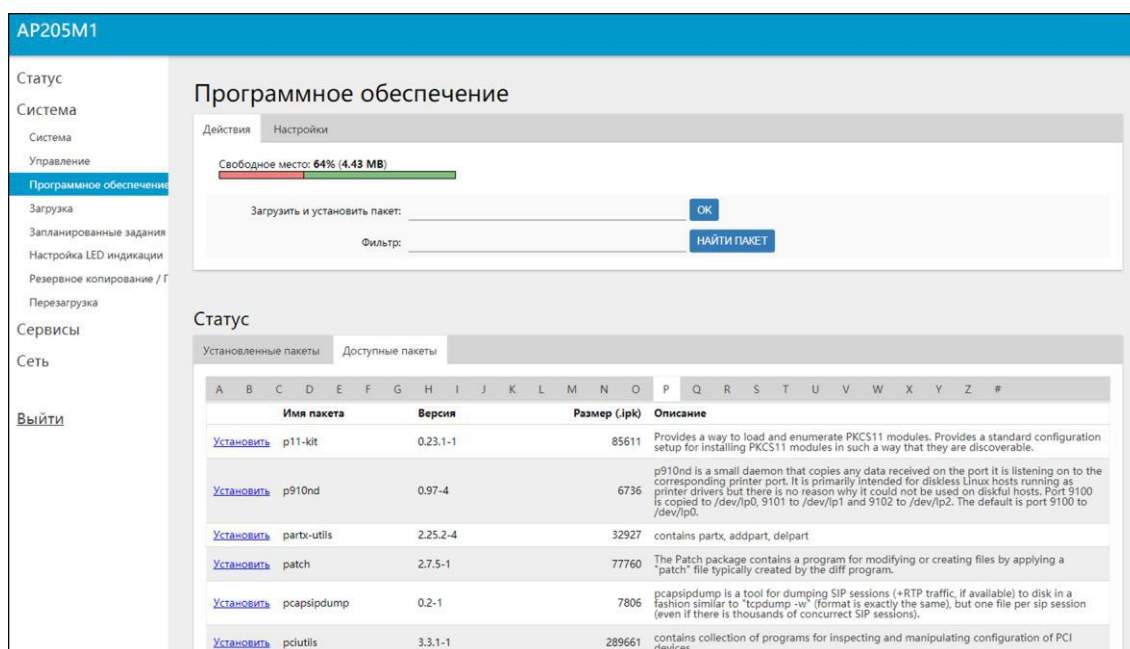 AP205M1
Статус
Система
Система
Управление
Программное обеспечение
Загрузка
Запланированные задания
Настройка LED индикации
Резервное копирование / П
Перезагрузка
Сервисы
Сеть
Выйти
Программное обеспечение
Действия Настройки
Свободное место: 64% (4.43 MB)
Загрузить и установить пакет: OK
Фильтр: НАЙТИ ПАКЕТ
Статус
Установленные пакеты Доступные пакеты
A B C D E F G H I J K L M N O P Q R S T U V W X Y Z #
Имя пакета Версия Размер (.ipk) Описание
Установить p11-kit 0.23.1-1 85611 Provides a way to load and enumerate PKCS11 modules. Provides a standard configuration
setup for installing PKCS11 modules in such a way that they are discoverable.
Установить p910nd 0.97-4 6736 p910nd is a small daemon that copies any data received on the port it is listening on to the
corresponding printer port. It is primarily intended for diskless Linux hosts running as
printer drivers but there is no reason why it could not be used on diskful hosts. Port 9100
is copied to /dev/lp0, 9101 to /dev/lp1 and 9102 to /dev/lp2. The default is port 9100 to
/dev/lp0.
Установить partx-utils 2.25.2-4 32927 contains partx, addpart, delpart
Установить patch 2.7.5-1 77760 The Patch package contains a program for modifying or creating files by applying a
"patch" file typically created by the diff program.
Установить pcapsipdump 0.2-1 7806 pcapsipdump is a tool for dumping SIP sessions (+RTP traffic, if available) to disk in a
fashion similar to "tcpdump -w" (format is exactly the same), but one file per sip session
(even if there is thousands of concurrect SIP sessions).
Установить pciutils 3.3.1-1 289661 contains collection of programs for inspecting and manipulating configuration of PCI
devices